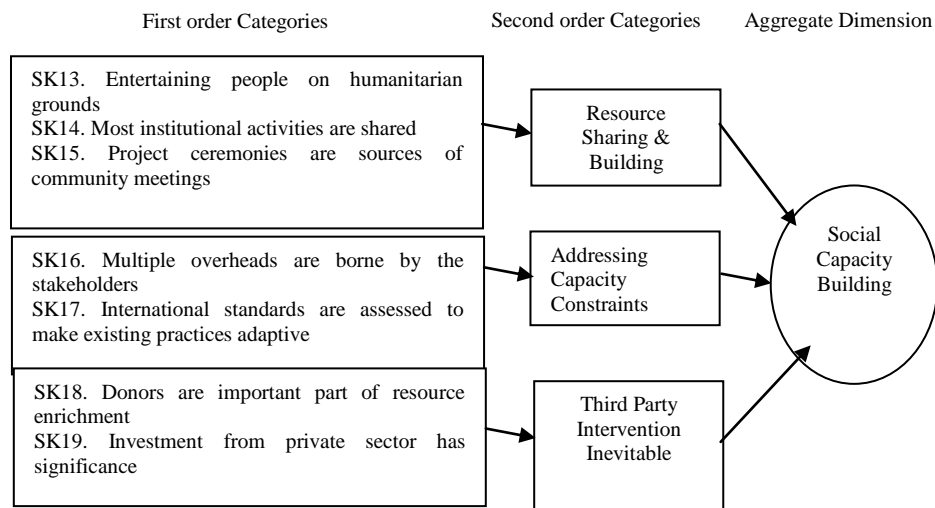 First order Categories
Second order Categories
Aggregate Dimension
SK13. Entertaining people on humanitarian
grounds
SK14. Most institutional activities are shared
SK15. Project ceremonies are sources of
community meetings
Resource
Sharing &
Building
SK16. Multiple overheads are borne by the
stakeholders
SK17. International standards are assessed to
make existing practices adaptive
Addressing
Capacity
Constraints
SK18. Donors are important part of resource
enrichment
SK19. Investment from private sector has
significance
Third Party
Intervention
Inevitable
Social
Capacity
Building